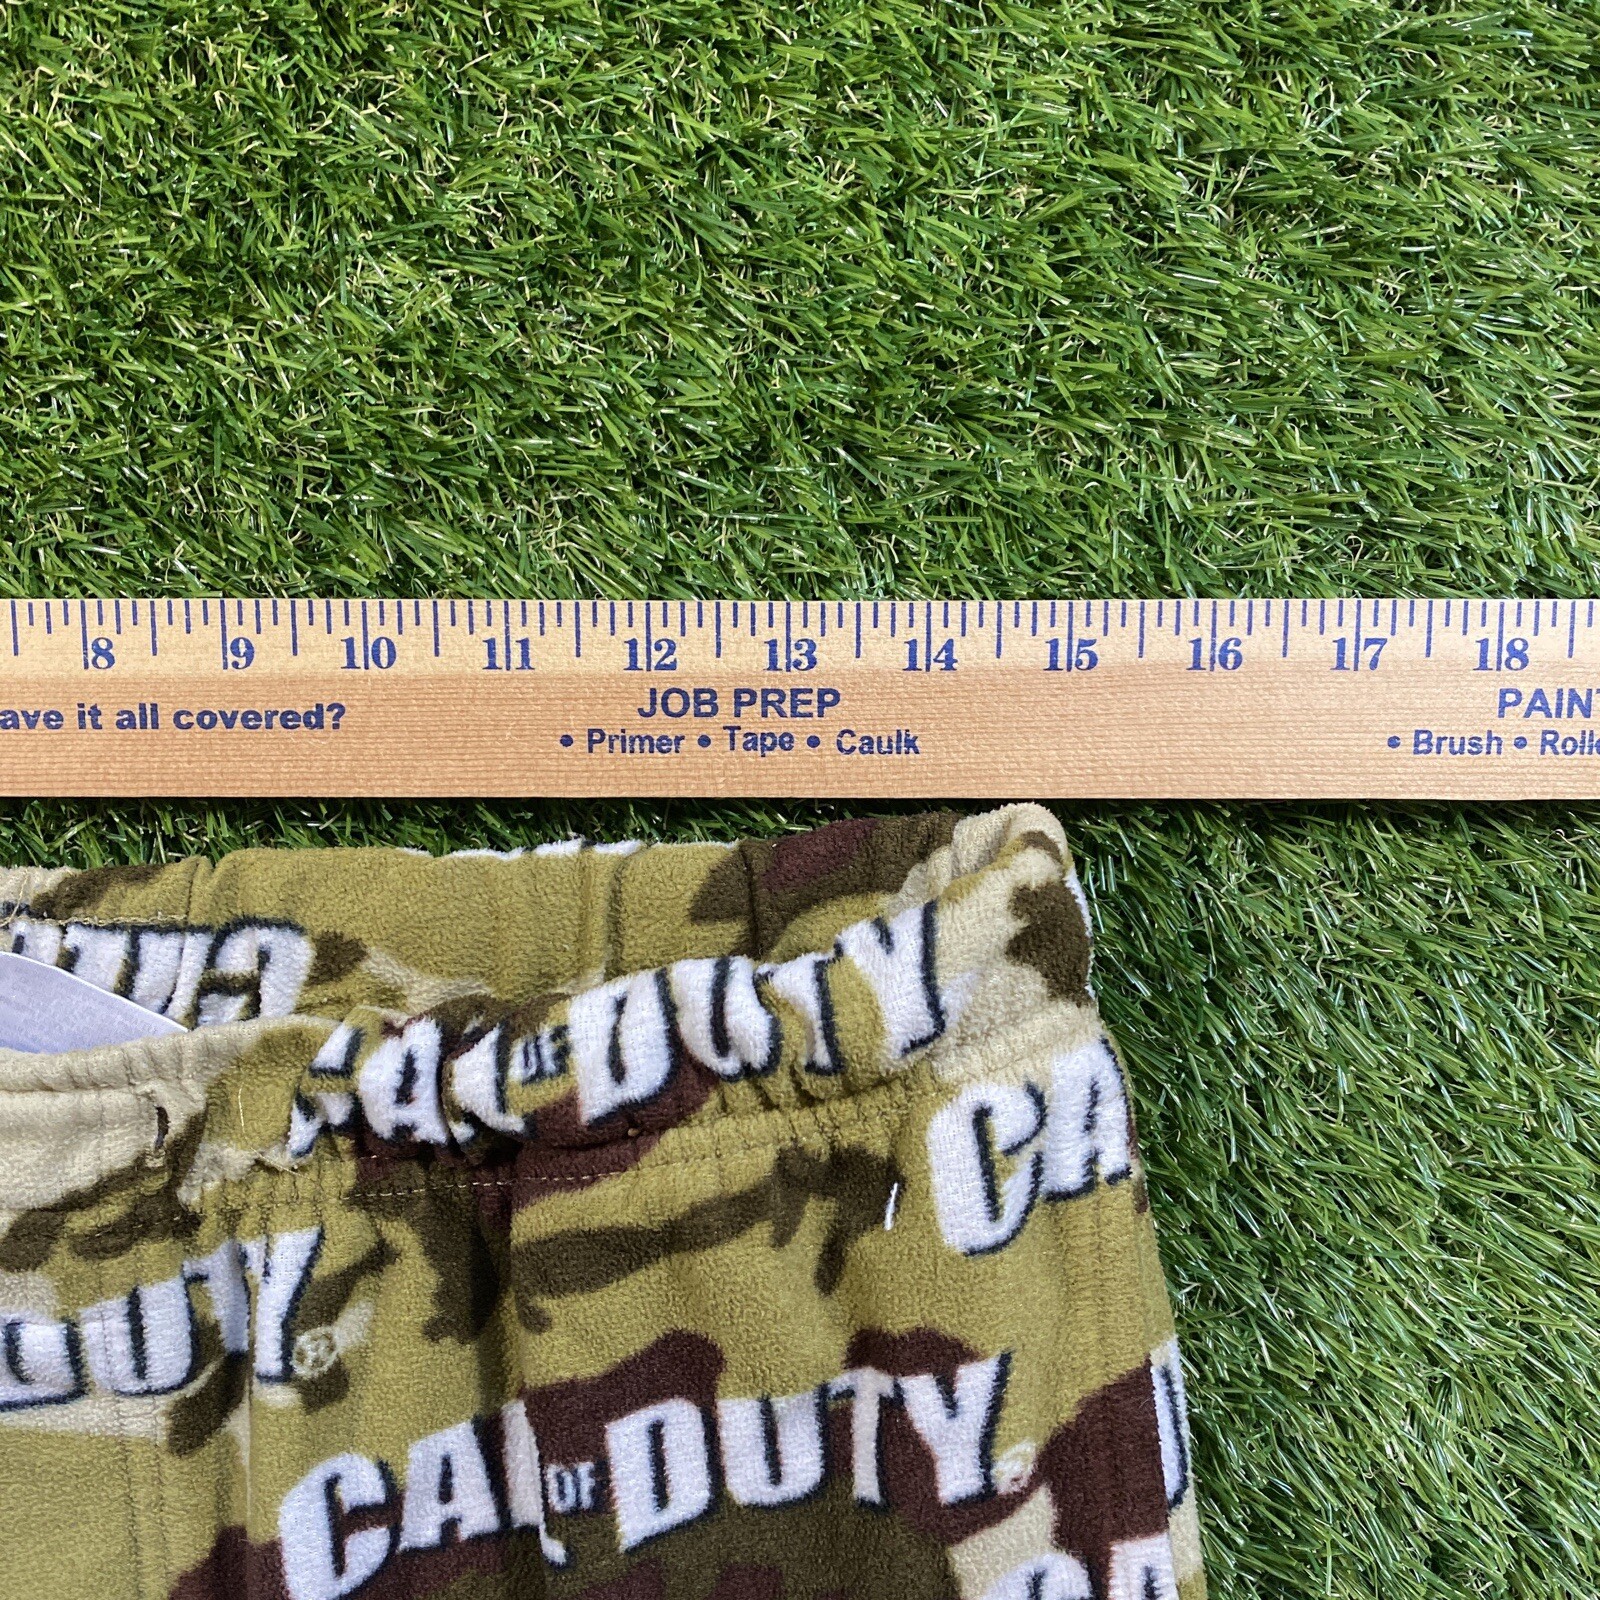 8 9 10 11 12 13 14 15 16 17 18
ave it all covered?
JOB PREP
• Primer • Tape • Caulk
PAINT
• Brush • Rolle
CALL OF DUTY
CA
DUTY®
CALL OF DUTY®
CA